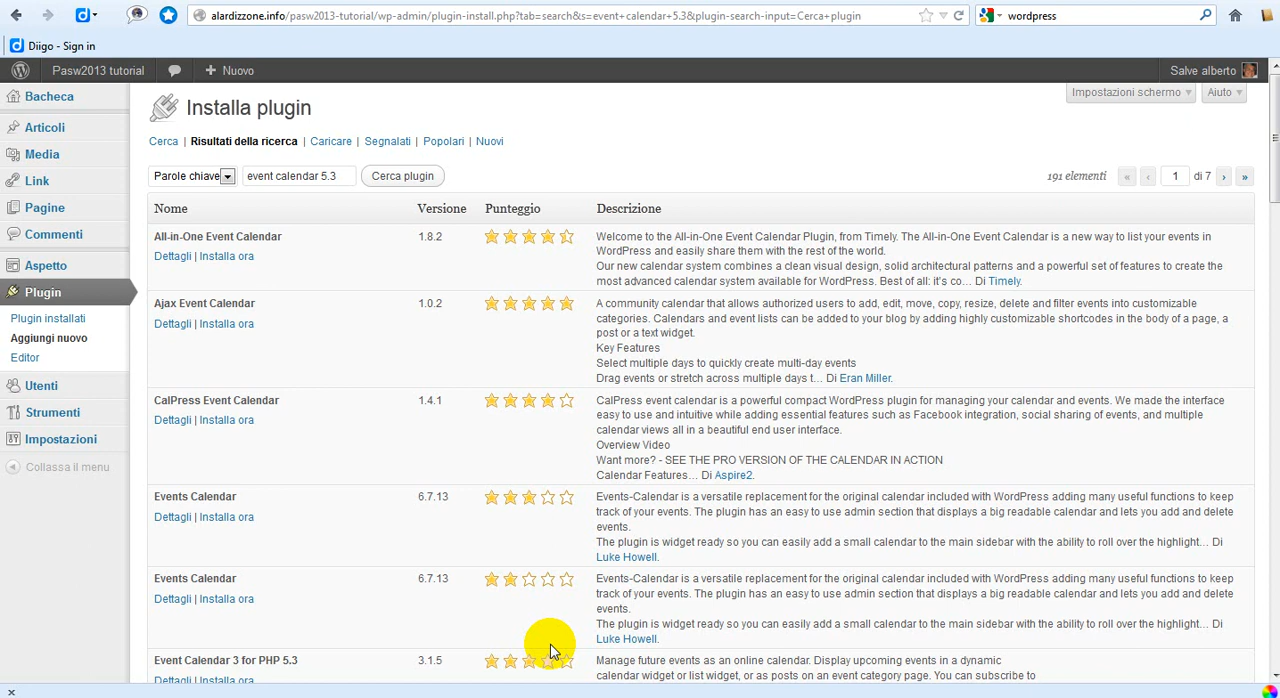 alardizzone.info/pasw2013-tutorial/wp-admin/plugin-install.php?tab=search&s=event+calendar+5.3&plugin-search-input=Cerca+plugin
wordpress
Diigo - Sign in
Pasw2013 tutorial
Nuovo
Salve alberto
Bacheca
Articoli
Media
Link
Pagine
Commenti
Aspetto
Plugin
Plugin installati
Aggiungi nuovo
Editor
Utenti
Strumenti
Impostazioni
Collassa il menu
Impostazioni schermo
Aiuto
Installa plugin
Cerca | Risultati della ricerca | Caricare | Segnalati | Popolari | Nuovi
Parole chiave event calendar 5.3 Cerca plugin
191 elementi « ‹ 1 di 7 › »
Nome Versione Punteggio Descrizione
All-in-One Event Calendar 1.8.2
Dettagli | Installa ora
Welcome to the All-in-One Event Calendar Plugin, from Timely. The All-in-One Event Calendar is a new way to list your events in
WordPress and easily share them with the rest of the world.
Our new calendar system combines a clean visual design, solid architectural patterns and a powerful set of features to create the
most advanced calendar system available for WordPress. Best of all: it's co… Di Timely.
Ajax Event Calendar 1.0.2
Dettagli | Installa ora
A community calendar that allows authorized users to add, edit, move, copy, resize, delete and filter events into customizable
categories. Calendars and event lists can be added to your blog by adding highly customizable shortcodes in the body of a page, a
post or a text widget.
Key Features
Select multiple days to quickly create multi-day events
Drag events or stretch across multiple days t… Di Eran Miller.
CalPress Event Calendar 1.4.1
Dettagli | Installa ora
CalPress event calendar is a powerful compact WordPress plugin for managing your calendar and events. We made the interface
easy to use and intuitive while adding essential features such as Facebook integration, social sharing of events, and multiple
calendar views all in a beautiful end user interface.
Overview Video
Want more? - SEE THE PRO VERSION OF THE CALENDAR IN ACTION
Calendar Features… Di Aspire2.
Events Calendar 6.7.13
Dettagli | Installa ora
Events-Calendar is a versatile replacement for the original calendar included with WordPress adding many useful functions to keep
track of your events. The plugin has an easy to use admin section that displays a big readable calendar and lets you add and delete
events.
The plugin is widget ready so you can easily add a small calendar to the main sidebar with the ability to roll over the highlight… Di
Luke Howell.
Events Calendar 6.7.13
Dettagli | Installa ora
Events-Calendar is a versatile replacement for the original calendar included with WordPress adding many useful functions to keep
track of your events. The plugin has an easy to use admin section that displays a big readable calendar and lets you add and delete
events.
The plugin is widget ready so you can easily add a small calendar to the main sidebar with the ability to roll over the highlight… Di
Luke Howell.
Event Calendar 3 for PHP 5.3 3.1.5
Dettagli | Installa ora
Manage future events as an online calendar. Display upcoming events in a dynamic
calendar widget or list widget, or as posts on an event category page. You can subscribe to